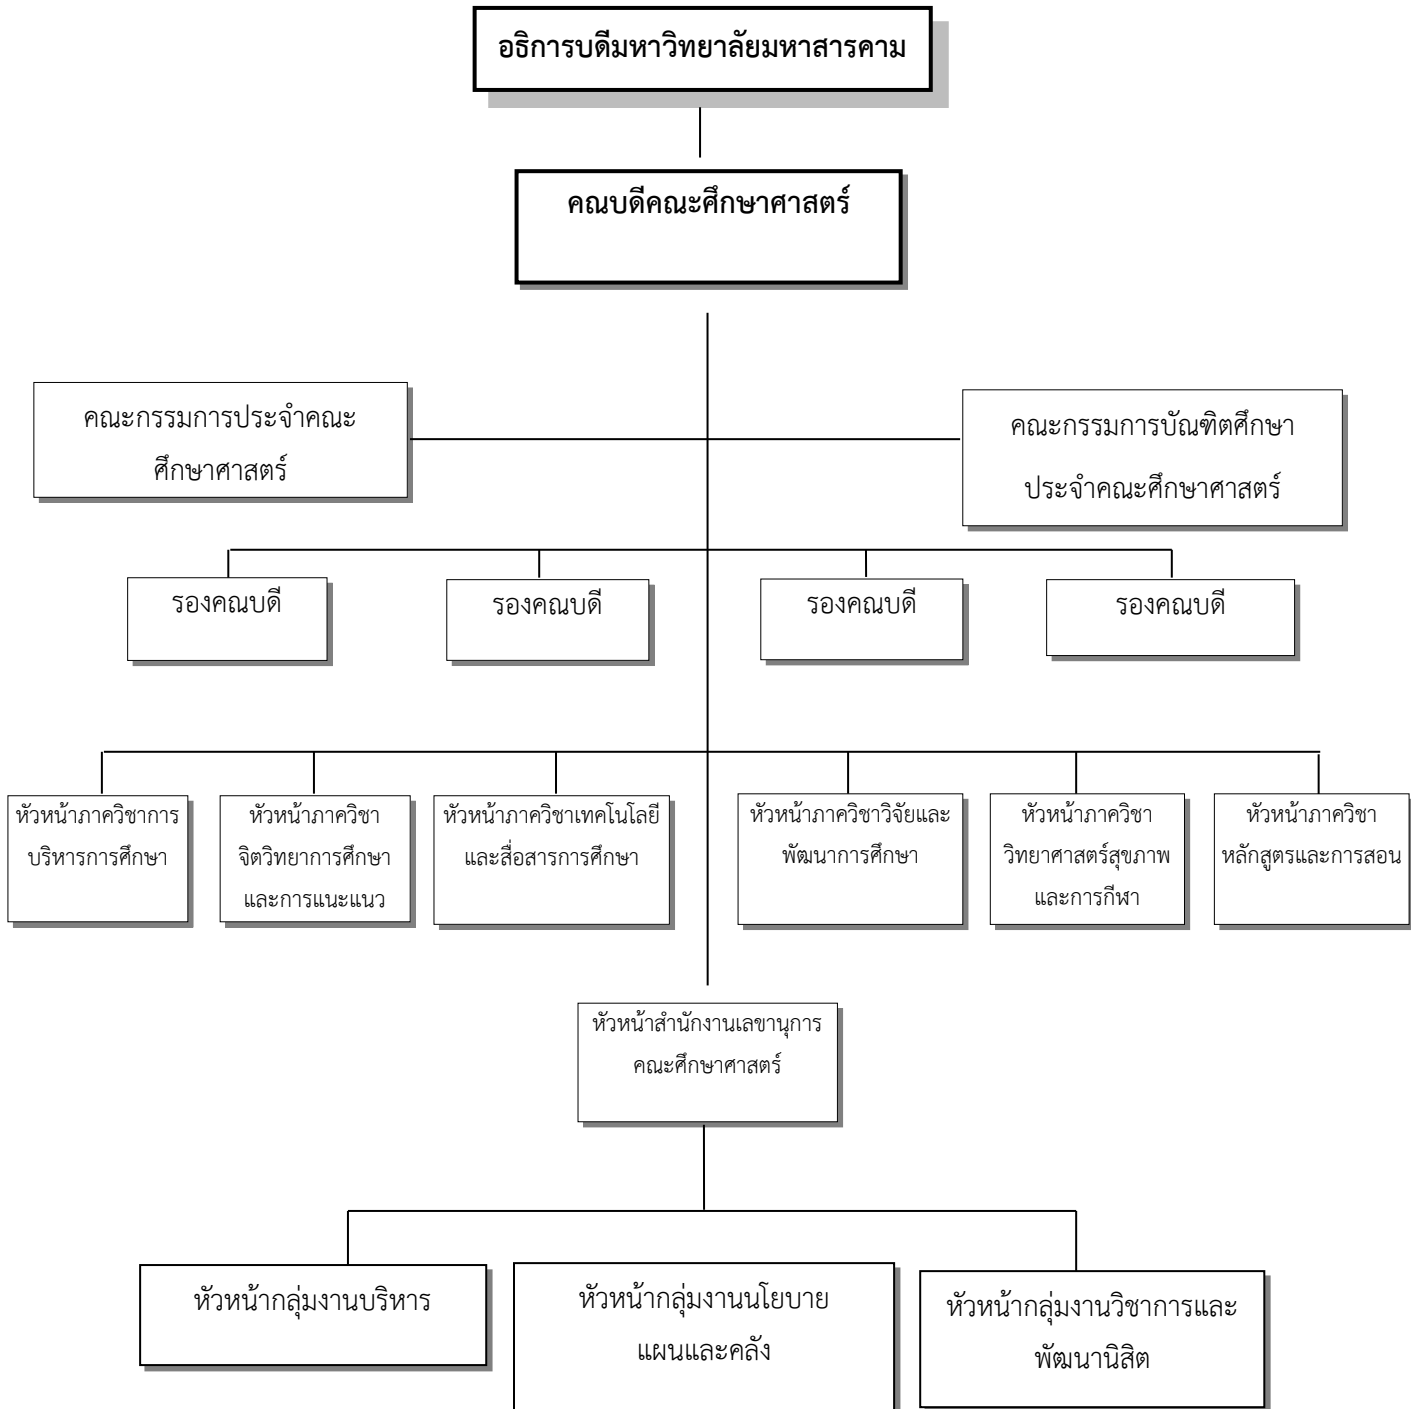 อธิการบดีมหาวิทยาลัยมหาสารคาม
คณบดีคณะศึกษาศาสตร์
คณะกรรมการประจำคณะ
ศึกษาศาสตร์
คณะกรรมการบัณฑิตศึกษา
ประจำคณะศึกษาศาสตร์
รองคณบดี
รองคณบดี
รองคณบดี
รองคณบดี
หัวหน้าภาควิชาการ
บริหารการศึกษา
หัวหน้าภาควิชา
จิตวิทยาการศึกษา
และการแนะแนว
หัวหน้าภาควิชาเทคโนโลยี
และสื่อสารการศึกษา
หัวหน้าภาควิชาวิจัยและ
พัฒนาการศึกษา
หัวหน้าภาควิชา
วิทยาศาสตร์สุขภาพ
และการกีฬา
หัวหน้าภาควิชา
หลักสูตรและการสอน
หัวหน้าสำนักงานเลขานุการ
คณะศึกษาศาสตร์
หัวหน้ากลุ่มงานบริหาร
หัวหน้ากลุ่มงานนโยบาย
แผนและคลัง
หัวหน้ากลุ่มงานวิชาการและ
พัฒนานิสิต